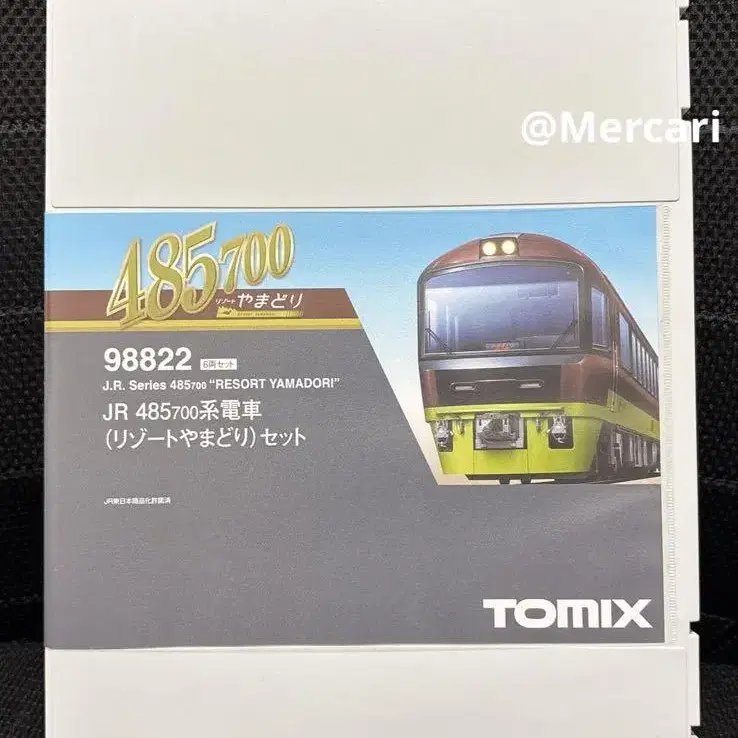 @Mercari
485700
リゾート やまどり
98822 6両セット
J.R. Series 485700 "RESORT YAMADORI"
JR 485700系電車
(リゾートやまどり)セット
JR東日本商品化許諾済
TOMIX